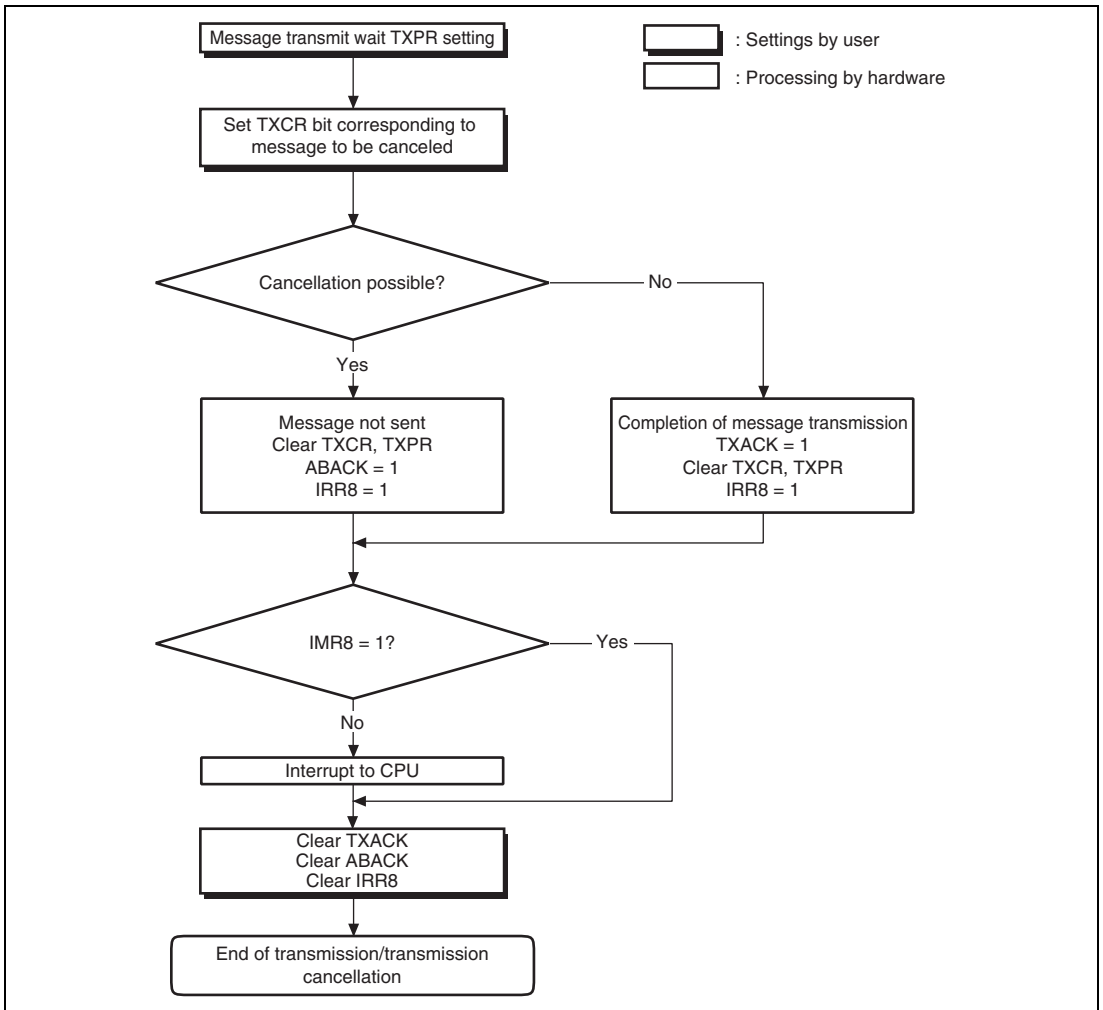 Message transmit wait TXPR setting
: Settings by user
: Processing by hardware
Set TXCR bit corresponding to
message to be canceled
Cancellation possible?
No
Yes
Message not sent
Clear TXCR, TXPR
ABACK = 1
IRR8 = 1
Completion of message transmission
TXACK = 1
Clear TXCR, TXPR
IRR8 = 1
IMR8 = 1?
Yes
No
Interrupt to CPU
Clear TXACK
Clear ABACK
Clear IRR8
End of transmission/transmission
cancellation